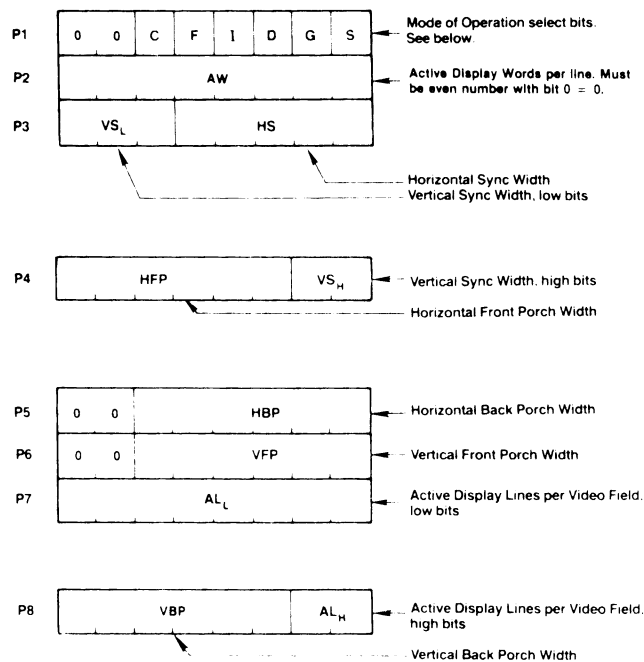 P1 0 0 C F I D G S Mode of Operation select bits.
See below.
P2 AW Active Display Words per line. Must
be even number with bit 0 = 0.
P3 VSL HS
Horizontal Sync Width
Vertical Sync Width, low bits
P4 HFP VSH Vertical Sync Width. high bits
Horizontal Front Porch Width
P5 0 0 HBP Horizontal Back Porch Width
P6 0 0 VFP Vertical Front Porch Width
P7 ALL Active Display Lines per Video Field.
low bits
P8 VBP ALH Active Display Lines per Video Field.
high bits
Vertical Back Porch Width